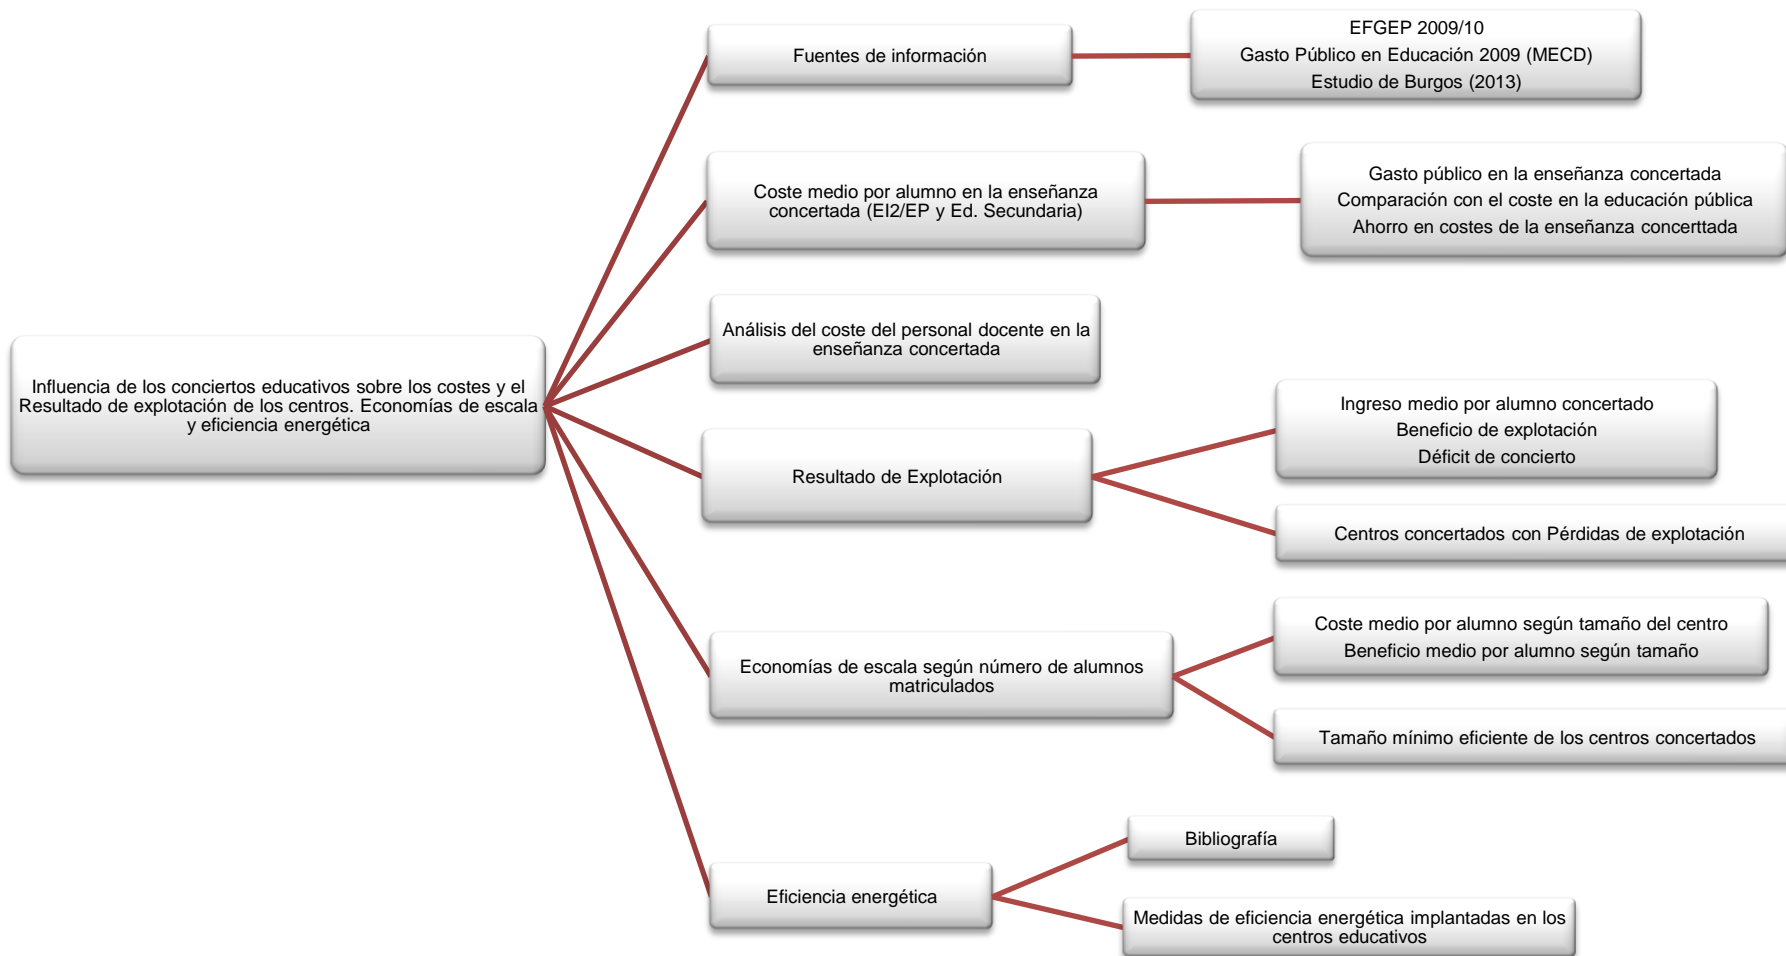 Influencia de los conciertos educativos sobre los costes y el
Resultado de explotación de los centros. Economías de escala
y eficiencia energética
Fuentes de información
EFGEP 2009/10
Gasto Público en Educación 2009 (MECD)
Estudio de Burgos (2013)
Coste medio por alumno en la enseñanza
concertada (EI2/EP y Ed. Secundaria)
Gasto público en la enseñanza concertada
Comparación con el coste en la educación pública
Ahorro en costes de la enseñanza concerttada
Análisis del coste del personal docente en la
enseñanza concertada
Resultado de Explotación
Ingreso medio por alumno concertado
Beneficio de explotación
Déficit de concierto
Centros concertados con Pérdidas de explotación
Economías de escala según número de alumnos
matriculados
Coste medio por alumno según tamaño del centro
Beneficio medio por alumno según tamaño
Tamaño mínimo eficiente de los centros concertados
Eficiencia energética
Bibliografía
Medidas de eficiencia energética implantadas en los
centros educativos